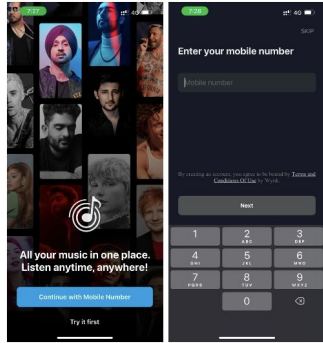 7:27
4G
All your music in one place.
Listen anytime, anywhere!
Continue with Mobile Number
Try it first
7:28
4G
SKIP
Enter your mobile number
Mobile number
By creating an account, you agree to be bound by Terms and
Conditions Of Use by Wynk.
Next
1
2
ABC
3
DEF
4
GHI
5
JKL
6
MNO
7
PQRS
8
TUV
9
WXYZ
0